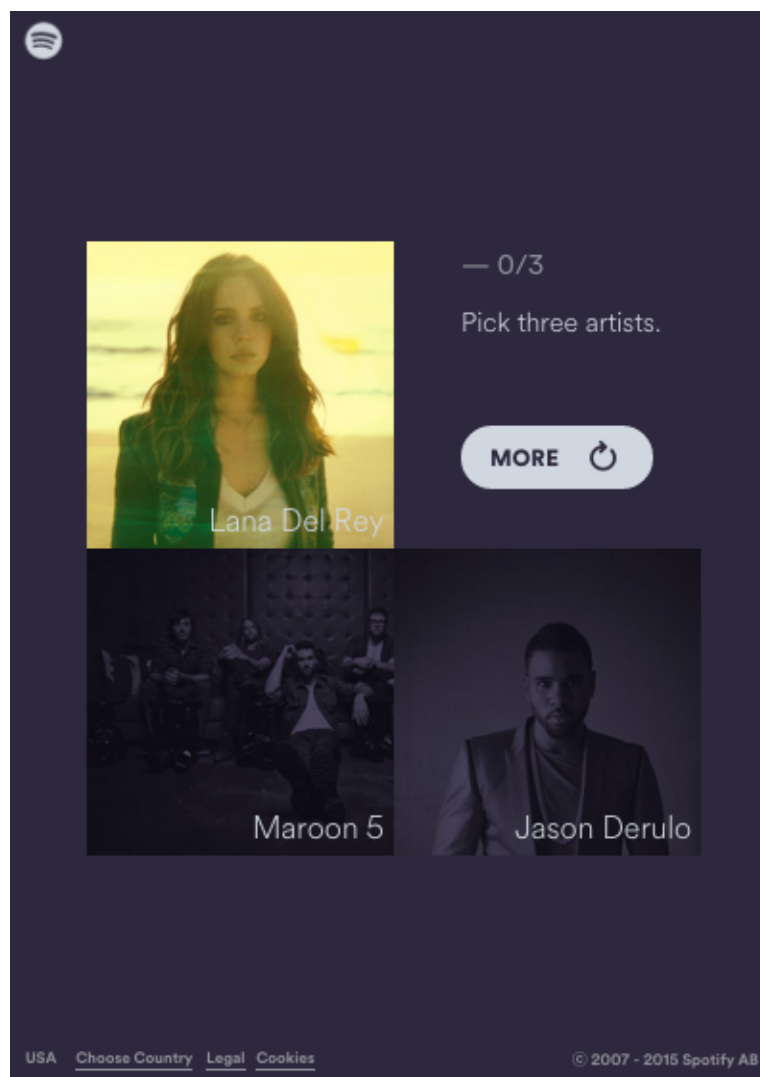 — 0/3
Pick three artists.
MORE
Lana Del Rey
Maroon 5
Jason Derulo
USA Choose Country Legal Cookies
© 2007 - 2015 Spotify AB